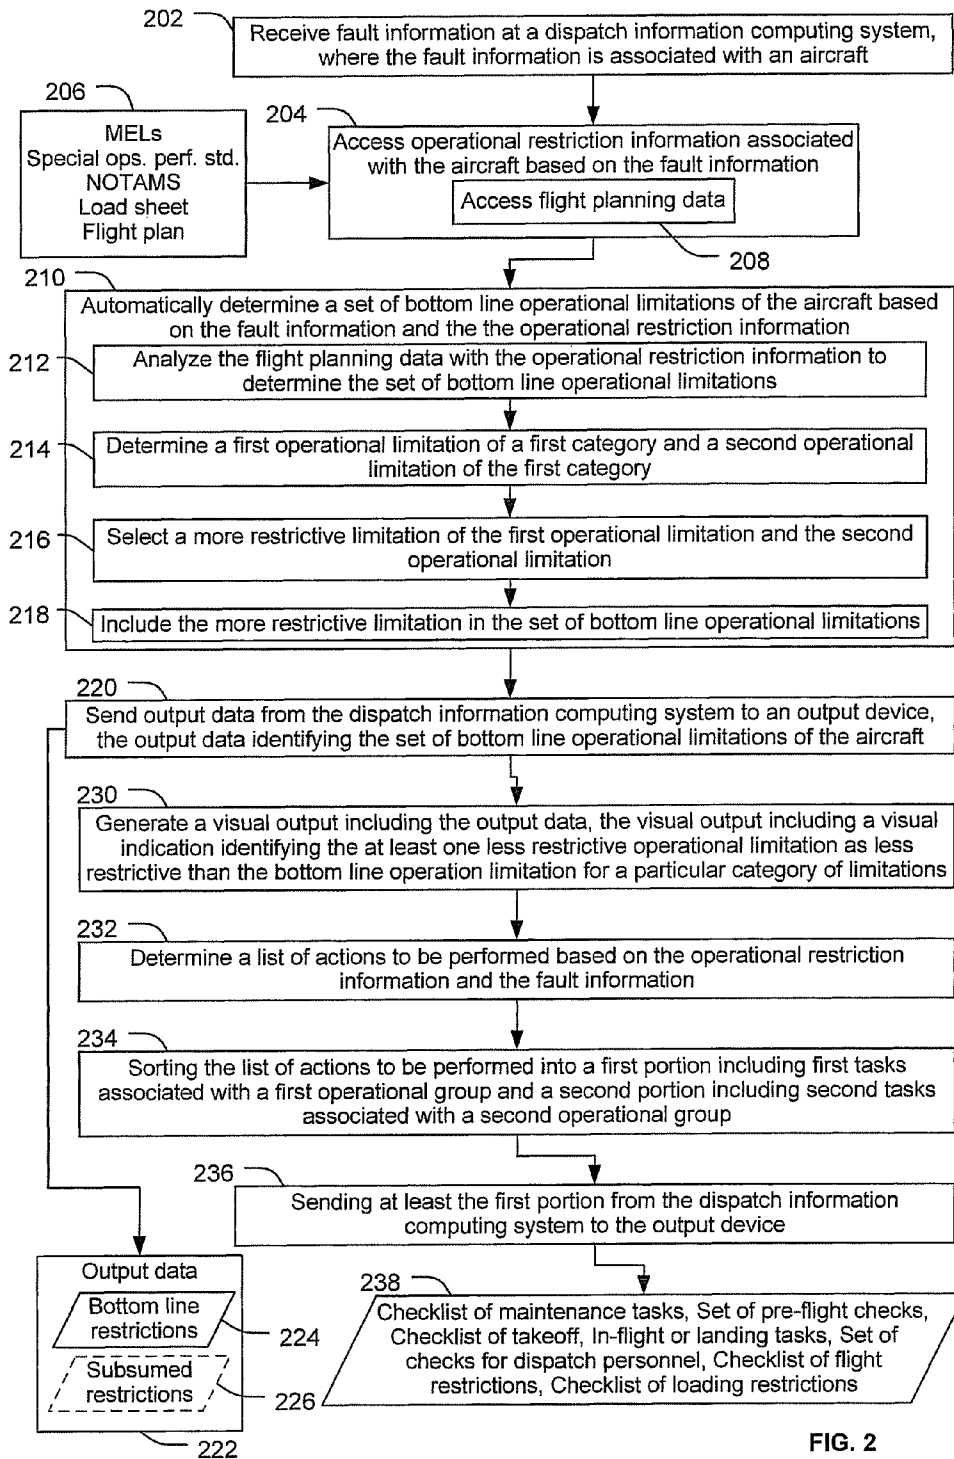 202
Receive fault information at a dispatch information computing system,
where the fault information is associated with an aircraft
206
MELs
Special ops. perf. std.
NOTAMS
Load sheet
Flight plan
204
Access operational restriction information associated
with the aircraft based on the fault information
Access flight planning data
208
210
Automatically determine a set of bottom line operational limitations of the aircraft based
on the fault information and the the operational restriction information
212
Analyze the flight planning data with the operational restriction information to
determine the set of bottom line operational limitations
214
Determine a first operational limitation of a first category and a second operational
limitation of the first category
216
Select a more restrictive limitation of the first operational limitation and the second
operational limitation
218
Include the more restrictive limitation in the set of bottom line operational limitations
220
Send output data from the dispatch information computing system to an output device,
the output data identifying the set of bottom line operational limitations of the aircraft
230
Generate a visual output including the output data, the visual output including a visual
indication identifying the at least one less restrictive operational limitation as less
restrictive than the bottom line operation limitation for a particular category of limitations
232
Determine a list of actions to be performed based on the operational restriction
information and the fault information
234
Sorting the list of actions to be performed into a first portion including first tasks
associated with a first operational group and a second portion including second tasks
associated with a second operational group
236
Sending at least the first portion from the dispatch information
computing system to the output device
Output data
Bottom line
restrictions
224
Subsumed
restrictions
226
222
238
Checklist of maintenance tasks, Set of pre-flight checks,
Checklist of takeoff, In-flight or landing tasks, Set of
checks for dispatch personnel, Checklist of flight
restrictions, Checklist of loading restrictions
FIG. 2